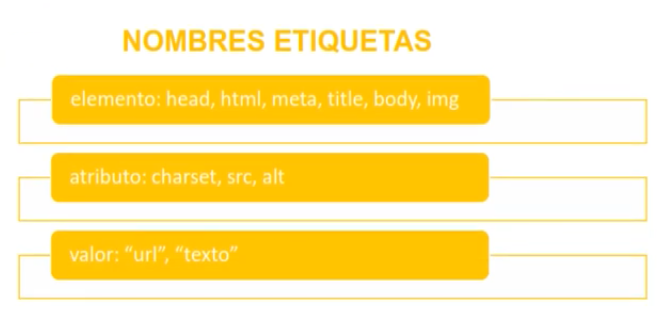 NOMBRES ETIQUETAS
elemento: head, html, meta, title, body, img
atributo: charset, src, alt
valor: “url”, “texto”